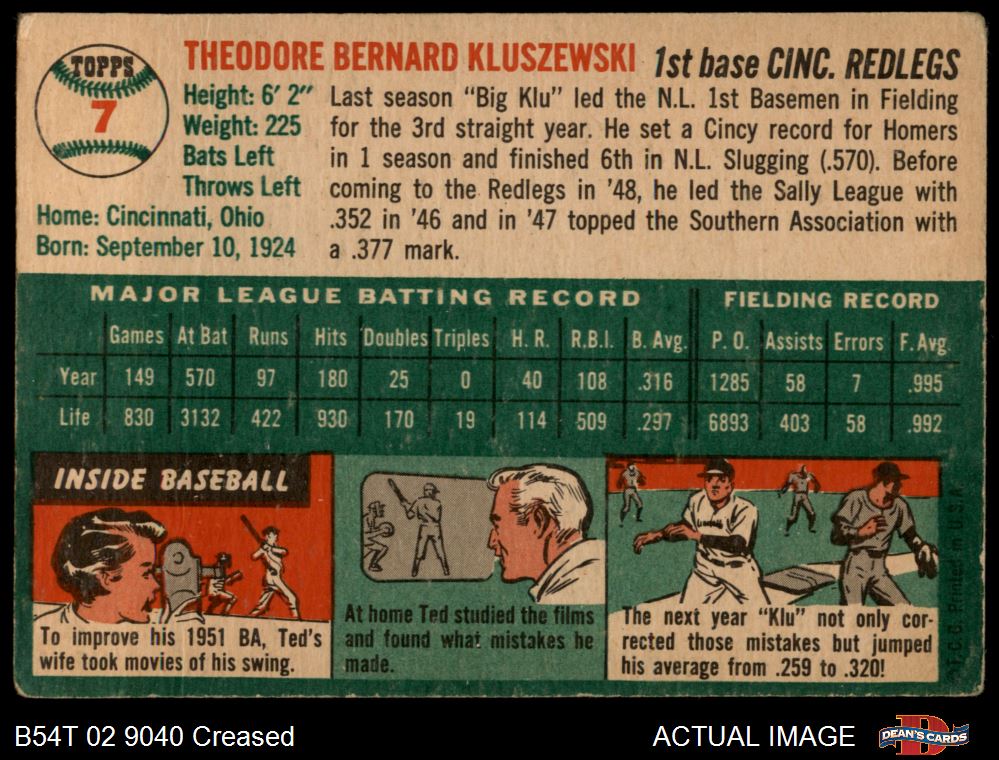 TOPPS
7
THEODORE BERNARD KLUSZEWSKI 1st base CINC. REDLEGS
Height: 6' 2"
Weight: 225
Bats Left
Throws Left
Home: Cincinnati, Ohio
Born: September 10, 1924
Last season "Big Klu" led the N.L. 1st Basemen in Fielding
for the 3rd straight year. He set a Cincy record for Homers
in 1 season and finished 6th in N.L. Slugging (.570). Before
coming to the Redlegs in '48, he led the Sally League with
.352 in '46 and in '47 topped the Southern Association with
a .377 mark.
MAJOR LEAGUE BATTING RECORD FIELDING RECORD
Games At Bat Runs Hits Doubles Triples H. R. R.B.I. B. Avg. P. O. Assists Errors F. Avg.
Year 149 570 97 180 25 0 40 108 .316 1285 58 7 .995
Life 830 3132 422 930 170 19 114 509 .297 6893 403 58 .992
INSIDE BASEBALL
To improve his 1951 BA, Ted's
wife took movies of his swing.
At home Ted studied the films
and found what mistakes he
made.
The next year "Klu" not only cor-
rected those mistakes but jumped
his average from .259 to .320!
© T. C. G. Printed in U.S.A.
B54T 02 9040 Creased
ACTUAL IMAGE
D
DEAN'S CARDS